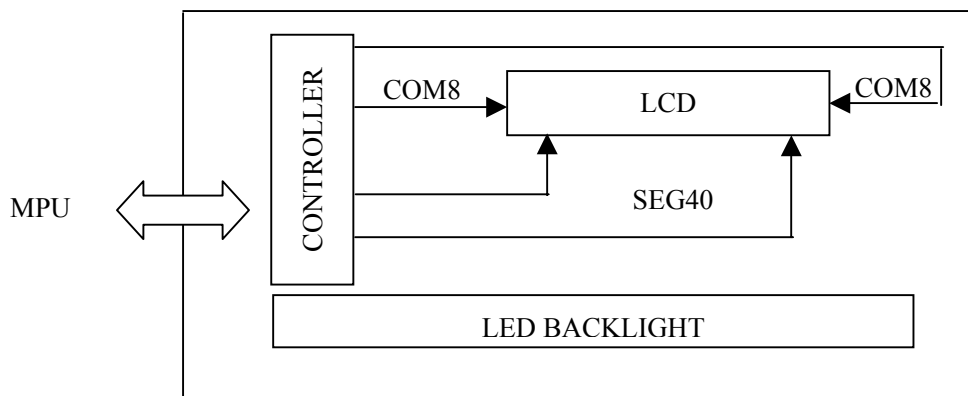 CONTROLLER
COM8
LCD
COM8
MPU
SEG40
LED BACKLIGHT